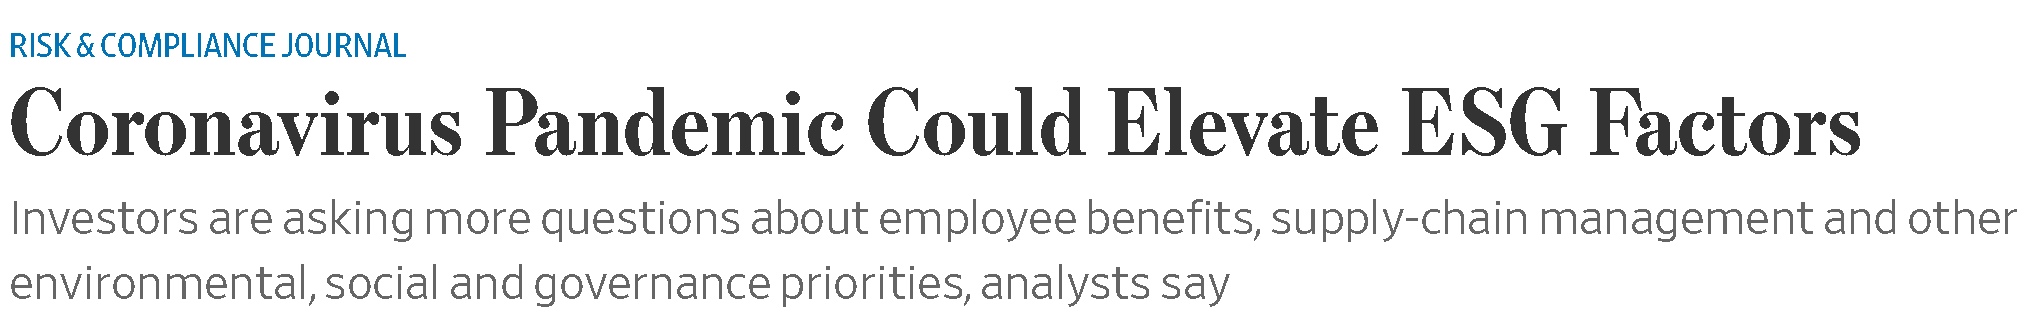 RISK & COMPLIANCE JOURNAL
Coronavirus Pandemic Could Elevate ESG Factors
Investors are asking more questions about employee benefits, supply-chain management and other
environmental, social and governance priorities, analysts say